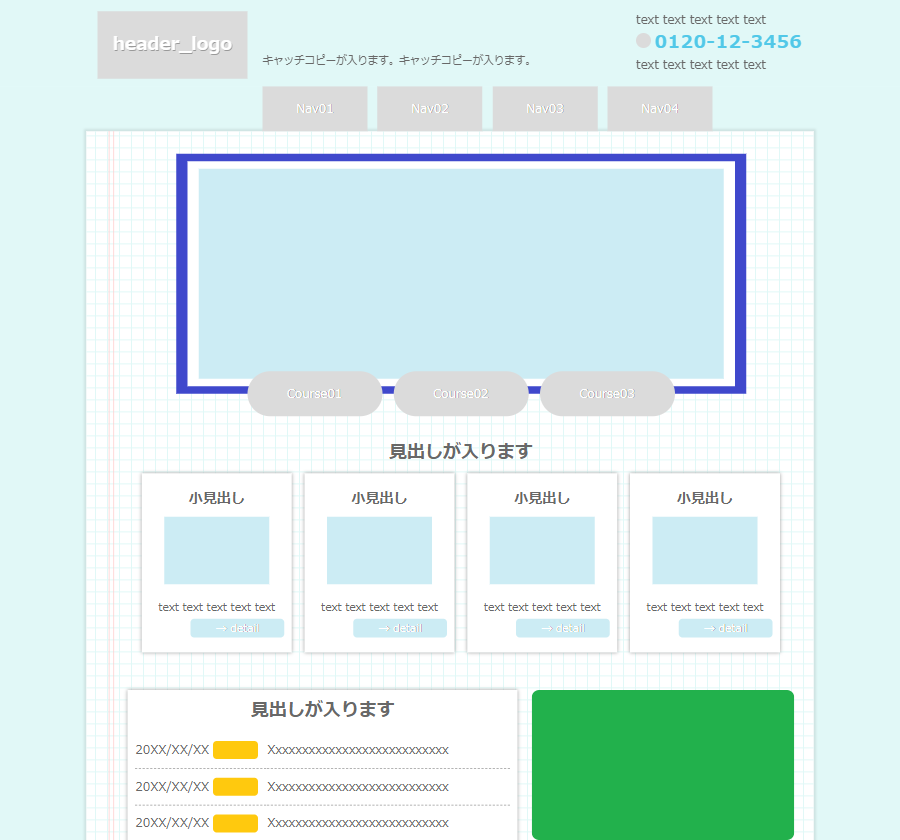 header_logo
キャッチコピーが入ります。キャッチコピーが入ります。
text text text text text
0120-12-3456
text text text text text
Nav01 Nav02 Nav03 Nav04
Course01 Course02 Course03
見出しが入ります
小見出し 小見出し 小見出し 小見出し
text text text text text text text text text text text text text text text text text text text text
→ detail → detail → detail → detail
見出しが入ります
20XX/XX/XX Xxxxxxxxxxxxxxxxxxxxxxxxxxx
20XX/XX/XX Xxxxxxxxxxxxxxxxxxxxxxxxxxx
20XX/XX/XX Xxxxxxxxxxxxxxxxxxxxxxxxxxx